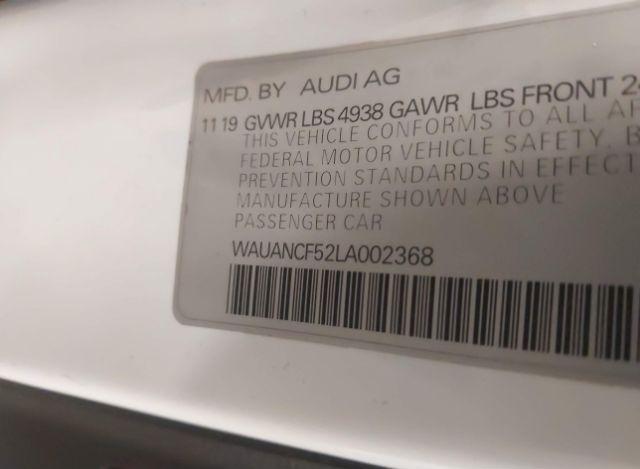 MFD. BY AUDI AG
11 19 GVWR LBS 4938 GAWR LBS FRONT
THIS VEHICLE CONFORMS TO ALL
FEDERAL MOTOR VEHICLE SAFETY,
PREVENTION STANDARDS IN EFFECT
MANUFACTURE SHOWN ABOVE
PASSENGER CAR
WAUANCF52LA002368